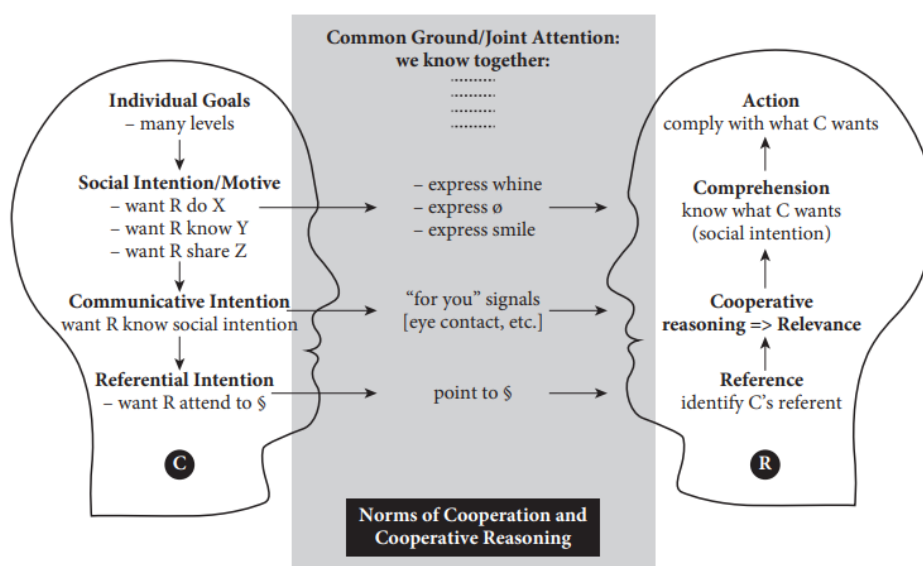 Common Ground/Joint Attention:
we know together:
Individual Goals
– many levels
Social Intention/Motive
– want R do X
– want R know Y
– want R share Z
Communicative Intention
want R know social intention
Referential Intention
– want R attend to §
C
– express whine
– express ø
– express smile
“for you” signals
[eye contact, etc.]
point to §
Norms of Cooperation and
Cooperative Reasoning
Action
comply with what C wants
Comprehension
know what C wants
(social intention)
Cooperative
reasoning => Relevance
Reference
identify C’s referent
R